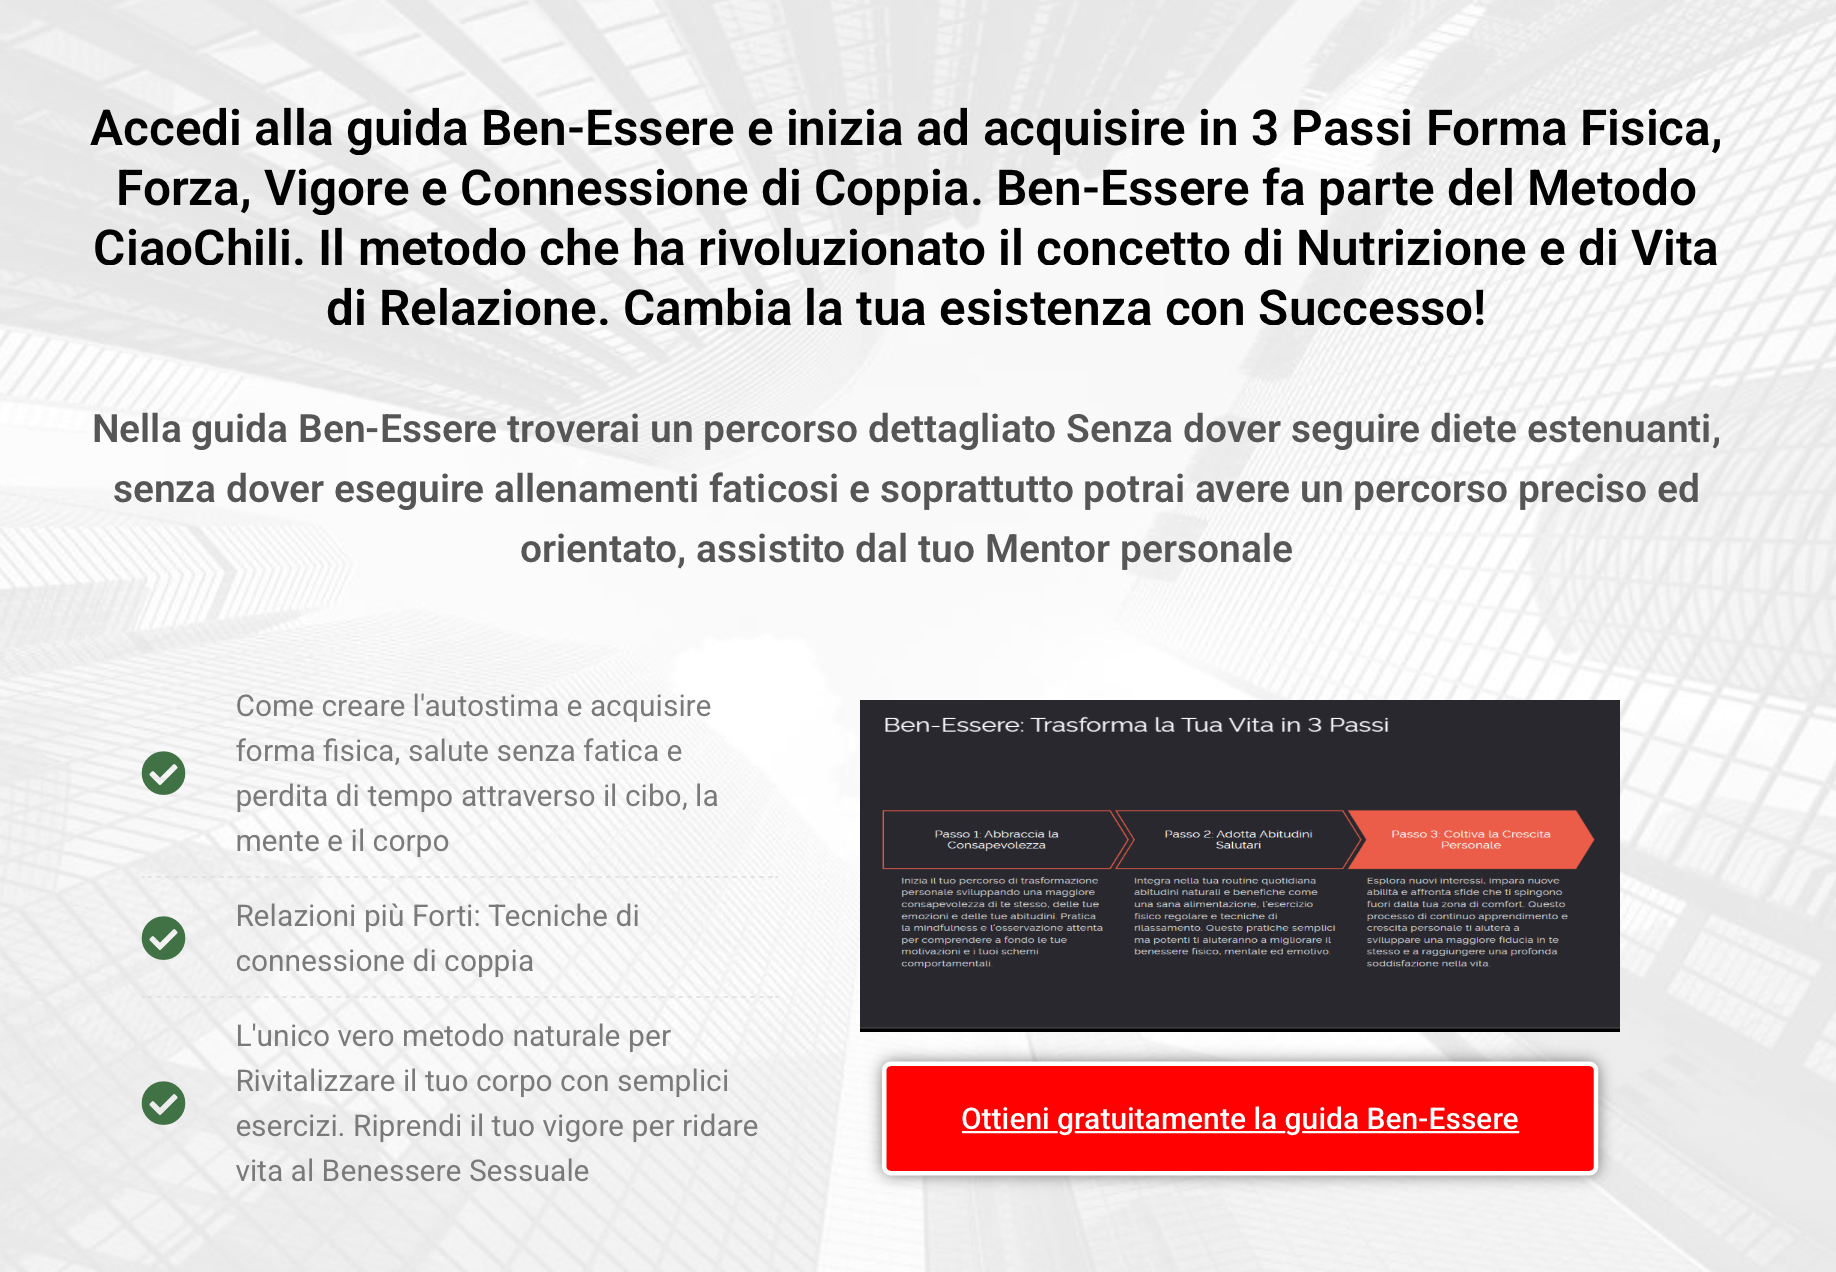 Accedi alla guida Ben-Essere e inizia ad acquisire in 3 Passi Forma Fisica,
Forza, Vigore e Connessione di Coppia. Ben-Essere fa parte del Metodo
CiaoChili. Il metodo che ha rivoluzionato il concetto di Nutrizione e di Vita
di Relazione. Cambia la tua esistenza con Successo!
Nella guida Ben-Essere troverai un percorso dettagliato Senza dover seguire diete estenuanti,
senza dover eseguire allenamenti faticosi e soprattutto potrai avere un percorso preciso ed
orientato, assistito dal tuo Mentor personale
Come creare l'autostima e acquisire
forma fisica, salute senza fatica e
perdita di tempo attraverso il cibo, la
mente e il corpo
Relazioni più Forti: Tecniche di
connessione di coppia
L'unico vero metodo naturale per
Rivitalizzare il tuo corpo con semplici
esercizi. Riprendi il tuo vigore per ridare
vita al Benessere Sessuale
Ben-Essere: Trasforma la Tua Vita in 3 Passi
Passo 1: Abbraccia la
Consapevolezza
Inizia il tuo percorso di trasformazione
personale sviluppando una maggiore
consapevolezza di te stesso, delle tue
emozioni e delle tue abitudini. Pratica
la mindfulness e l'osservazione attenta
per comprendere a fondo le tue
motivazioni e i tuoi schemi
comportamentali.
Passo 2: Adotta Abitudini
Salutari
Integra nella tua routine quotidiana
abitudini naturali e benefiche come
una sana alimentazione, l'esercizio
fisico regolare e tecniche di
rilassamento. Queste pratiche semplici
ma potenti ti aiuteranno a migliorare il
benessere fisico, mentale ed emotivo.
Passo 3: Coltiva la Crescita
Personale
Esplora nuovi interessi, impara nuove
abilità e affronta sfide che ti spingono
fuori dalla tua zona di comfort. Questo
processo di continuo apprendimento e
crescita personale ti aiuterà a
sviluppare una maggiore fiducia in te
stesso e a raggiungere una profonda
soddisfazione nella vita.
Ottieni gratuitamente la guida Ben-Essere